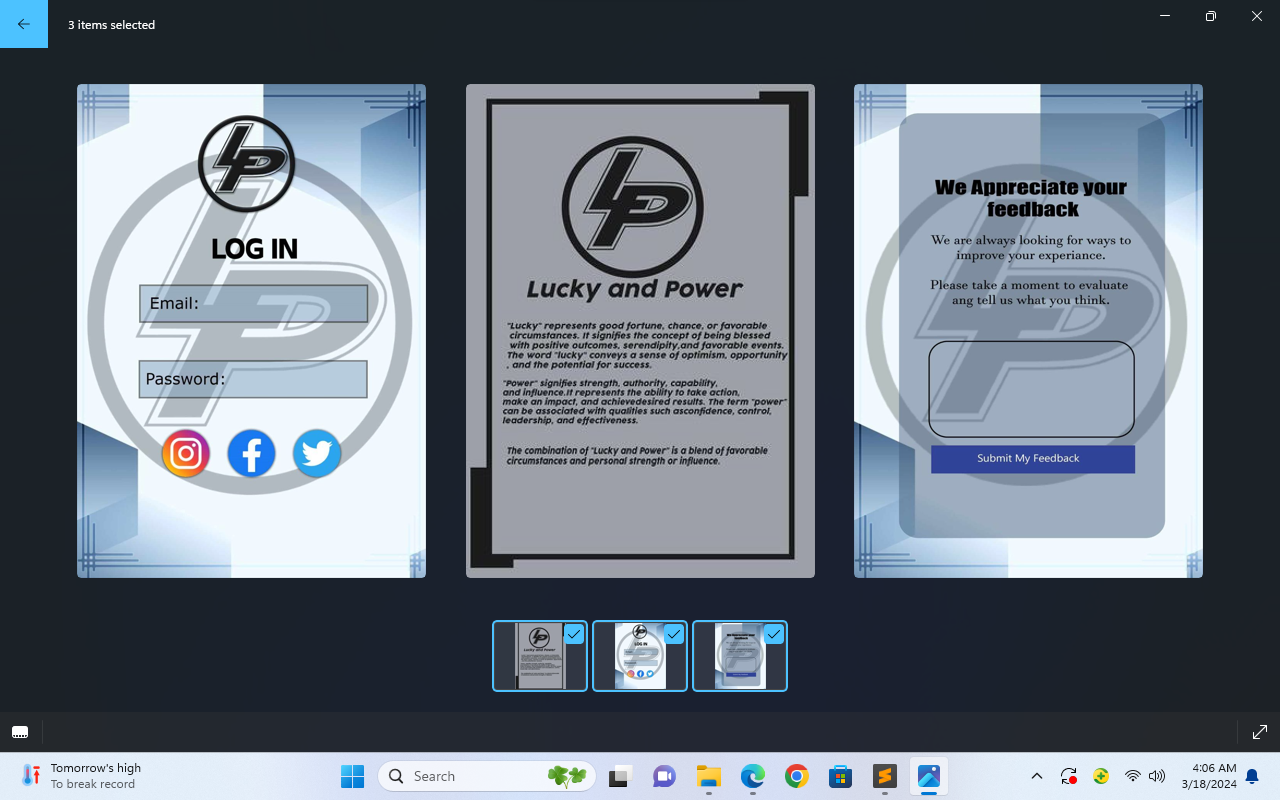 3 items selected
LP
LOG IN
Email:
Password:
LP
Lucky and Power
"Lucky" represents good fortune, chance, or favorable
circumstances. It signifies the concept of being blessed
with positive outcomes, serendipity,and favorable events.
The word "lucky" conveys a sense of optimism, opportunity
, and the potential for success.
"Power" signifies strength, authority, capability,
and influence.It represents the ability to take action,
make an impact, and achievedesired results. The term "power"
can be associated with qualities such asconfidence, control,
leadership, and effectiveness.
The combination of "Lucky and Power" is a blend of favorable
circumstances and personal strength or influence.
We Appreciate your
feedback
We are always looking for ways to
improve your experiance.
Please take a moment to evaluate
ang tell us what you think.
Submit My Feedback
Tomorrow's high
To break record
Search
4:06 AM
3/18/2024